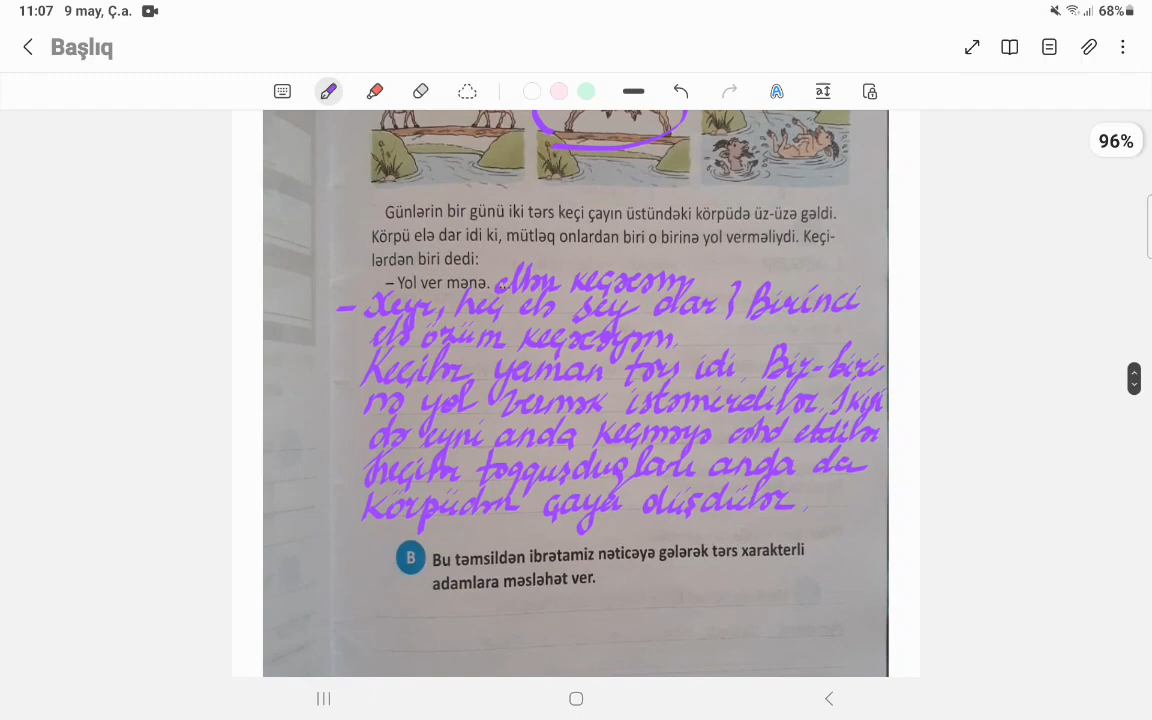 11:07 9 may, Ç.a. 68%
Başlıq
96%
Günlərin bir günü iki tərs keçi çayın üstündəki körpüdə üz-üzə gəldi.
Körpü elə dar idi ki, mütləq onlardan biri o birinə yol verməliydi. Keçi-
lərdən biri dedi:
– Yol ver mənə. ... Mən keçəcəm
– Xeyr, heç elə şey olar? Birinci
elə özüm keçəcəyəm.
Keçilər yaman tərs idi. Bir-biri
nə yol vermək istəmirdilər. İkisi
də eyni anda keçməyə cəhd etdilər
Keçilər toqquşduqları anda da
körpüdən çaya düşdülər.
B Bu təmsildən ibrətamiz nəticəyə gələrək tərs xarakterli
adamlara məsləhət ver.